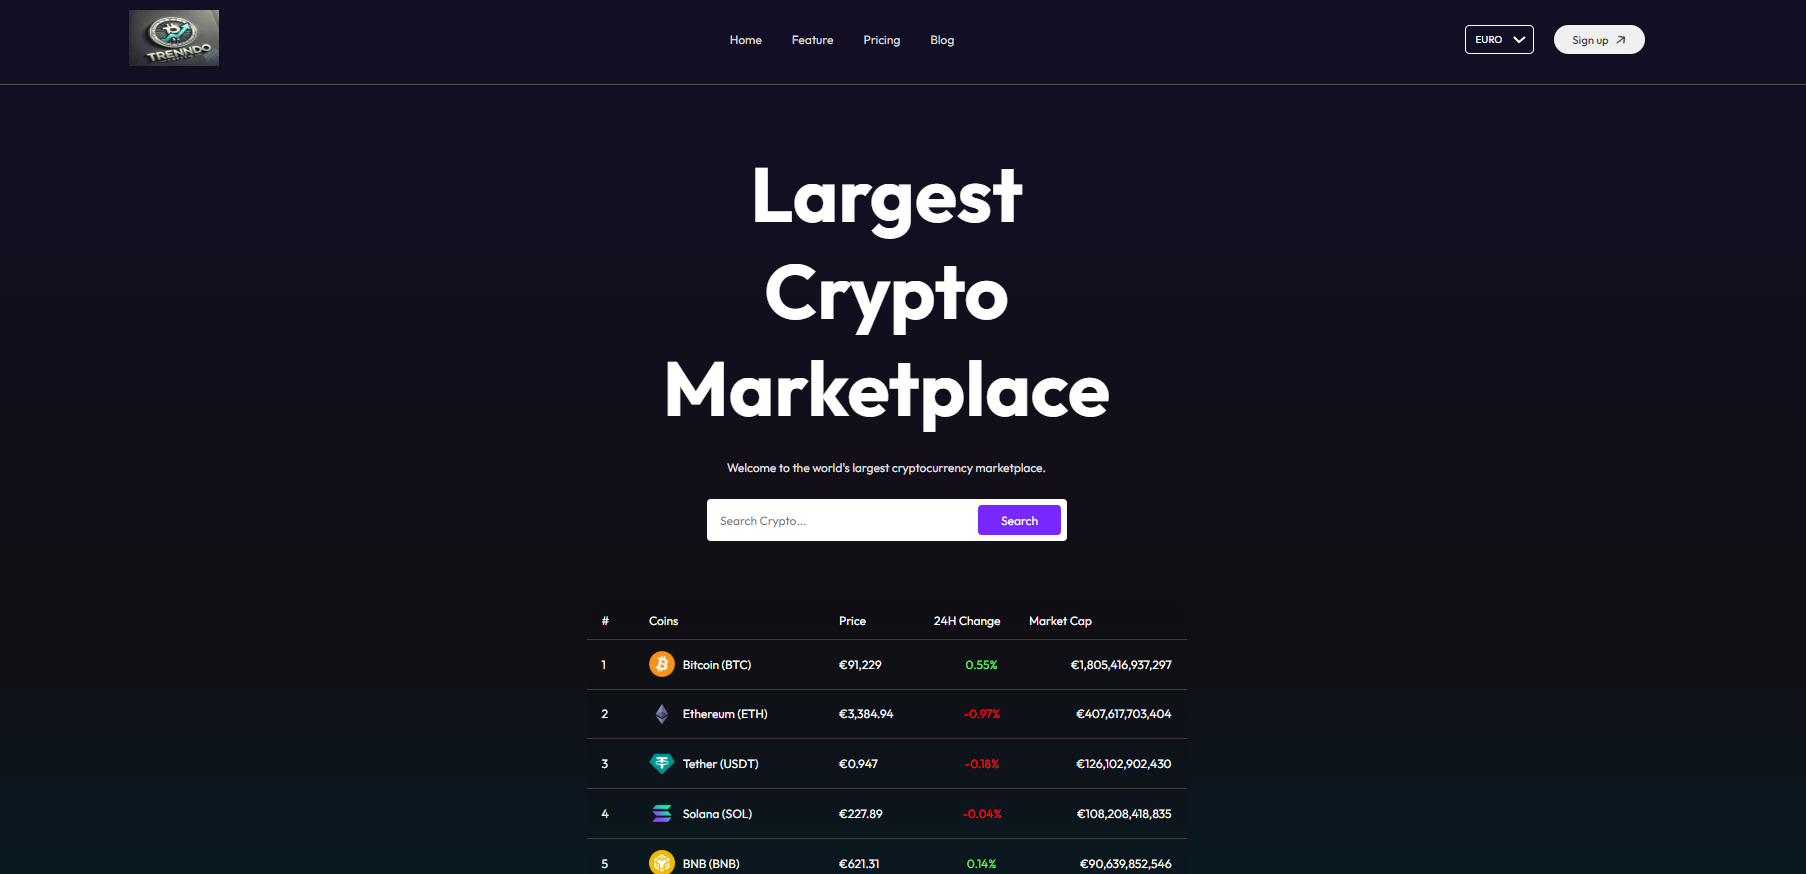 TRENNDO
Home Feature Pricing Blog
EURO
Sign up
Largest
Crypto
Marketplace
Welcome to the world's largest cryptocurrency marketplace.
Search Crypto...
Search
# Coins Price 24H Change Market Cap
1 Bitcoin (BTC) €91,229 0.55% €1,805,416,937,297
2 Ethereum (ETH) €3,384.94 -0.97% €407,617,703,404
3 Tether (USDT) €0.947 -0.18% €126,102,902,430
4 Solana (SOL) €227.89 -0.04% €108,208,418,835
5 BNB (BNB) €621.31 0.14% €90,639,852,546